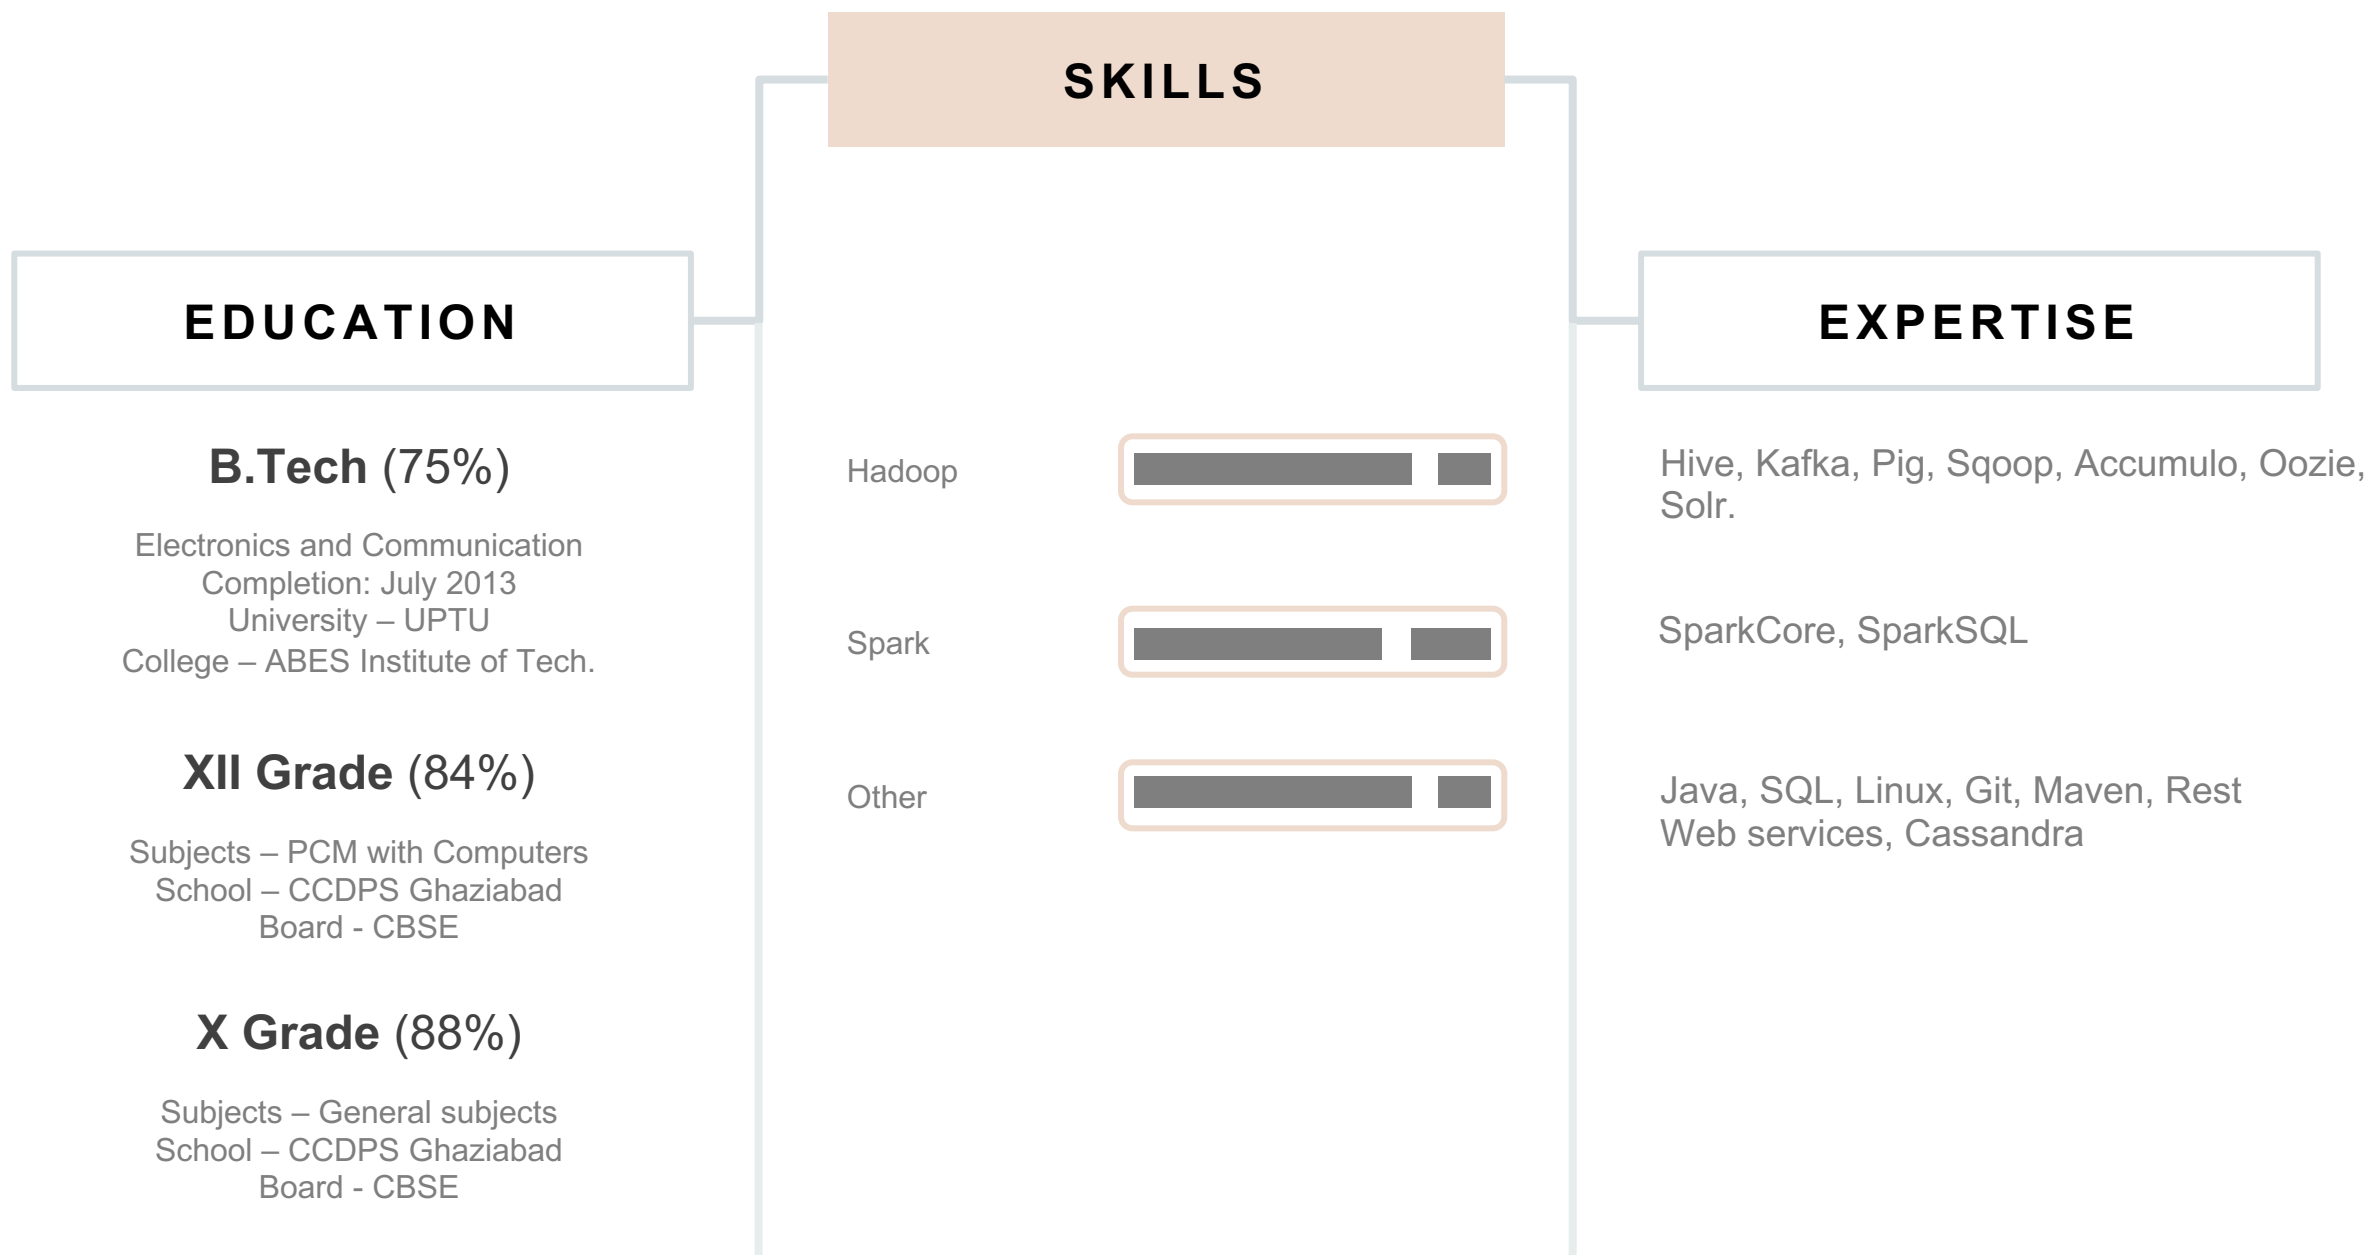 SKILLS
EDUCATION
B.Tech (75%)
Electronics and Communication
Completion: July 2013
University – UPTU
College – ABES Institute of Tech.
XII Grade (84%)
Subjects – PCM with Computers
School – CCDPS Ghaziabad
Board - CBSE
X Grade (88%)
Subjects – General subjects
School – CCDPS Ghaziabad
Board - CBSE
Hadoop
Spark
Other
EXPERTISE
Hive, Kafka, Pig, Sqoop, Accumulo, Oozie,
Solr.
SparkCore, SparkSQL
Java, SQL, Linux, Git, Maven, Rest
Web services, Cassandra